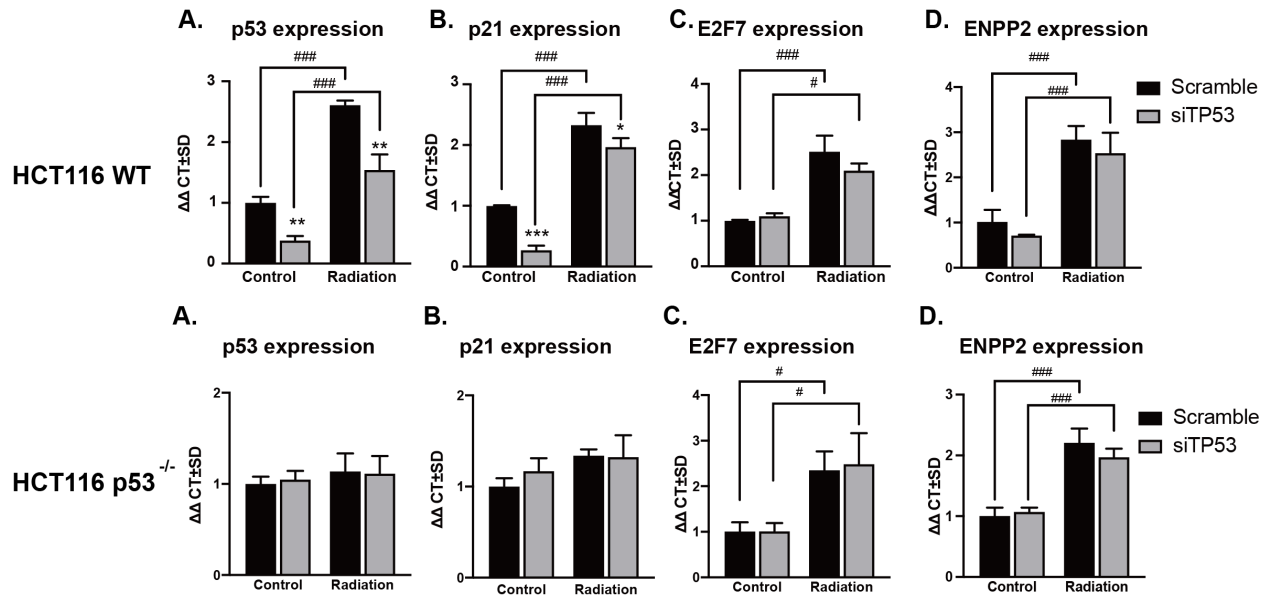 A.
p53 expression
###
###
3
2
1
0
ΔΔ CT±SD
**
**
Control
Radiation
B.
p21 expression
###
###
3
2
1
0
ΔΔ CT±SD
***
*
Control
Radiation
C.
E2F7 expression
###
#
4
3
2
1
0
ΔΔCT±SD
Control
Radiation
D.
ENPP2 expression
###
###
4
3
2
1
0
ΔΔCT±SD
Control
Radiation
Scramble
siTP53
HCT116 WT
A.
p53 expression
2
1
0
ΔΔ CT±SD
Control
Radiation
B.
p21 expression
2
1
0
ΔΔ CT±SD
Control
Radiation
C.
E2F7 expression
#
#
4
3
2
1
0
ΔΔ CT±SD
Control
Radiation
D.
ENPP2 expression
###
###
3
2
1
0
ΔΔ CT±SD
Control
Radiation
Scramble
siTP53
HCT116 p53 -/-